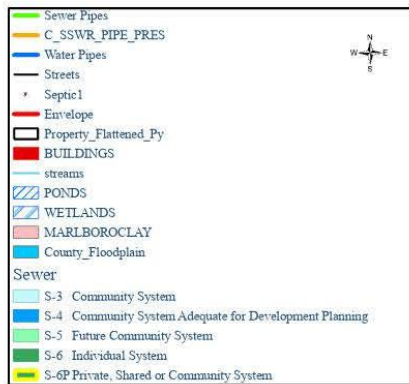 Sewer Pipes
C_SSWR_PIPE_PRES
Water Pipes
Streets
Septic1
Envelope
Property_Flattened_Py
BUILDINGS
streams
PONDS
WETLANDS
MARLBOROCLAY
County_Floodplain
Sewer
S-3 Community System
S-4 Community System Adequate for Development Planning
S-5 Future Community System
S-6 Individual System
S-6P Private, Shared or Community System
N
W E
S